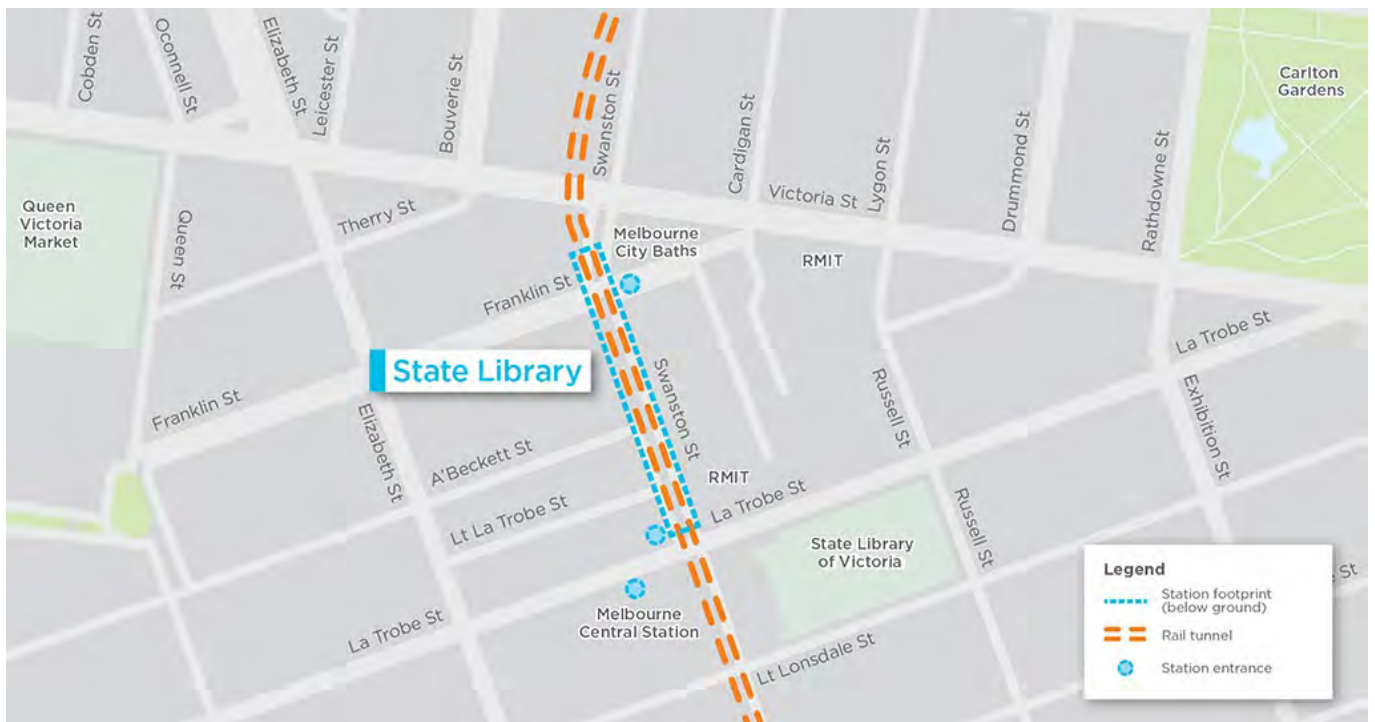 Cobden St
Oconnell St
Elizabeth St
Leicester St
Bouverie St
Swanston St
Cardigan St
Victoria St
Lygon St
Drummond St
Rathdowne St
Carlton
Gardens
Queen
Victoria
Market
Queen St
Therry St
Melbourne
City Baths
RMIT
Franklin St
La Trobe St
State Library
Swanston St
Russell St
Exhibition St
Franklin St
Elizabeth St
A'Beckett St
RMIT
Lt La Trobe St
La Trobe St
Russell St
State Library
of Victoria
Melbourne
Central Station
La Trobe St
Lt Lonsdale St
Legend
Station footprint
(below ground)
Rail tunnel
Station entrance
St